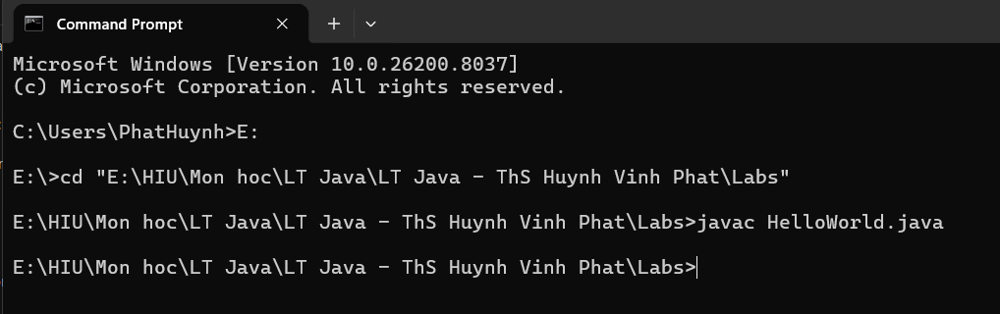 Command Prompt
Microsoft Windows [Version 10.0.26200.8037]
(c) Microsoft Corporation. All rights reserved.
C:\Users\PhatHuynh>E:
E:\>cd "E:\HIU\Mon hoc\LT Java\LT Java - ThS Huynh Vinh Phat\Labs"
E:\HIU\Mon hoc\LT Java\LT Java - ThS Huynh Vinh Phat\Labs>javac HelloWorld.java
E:\HIU\Mon hoc\LT Java\LT Java - ThS Huynh Vinh Phat\Labs>